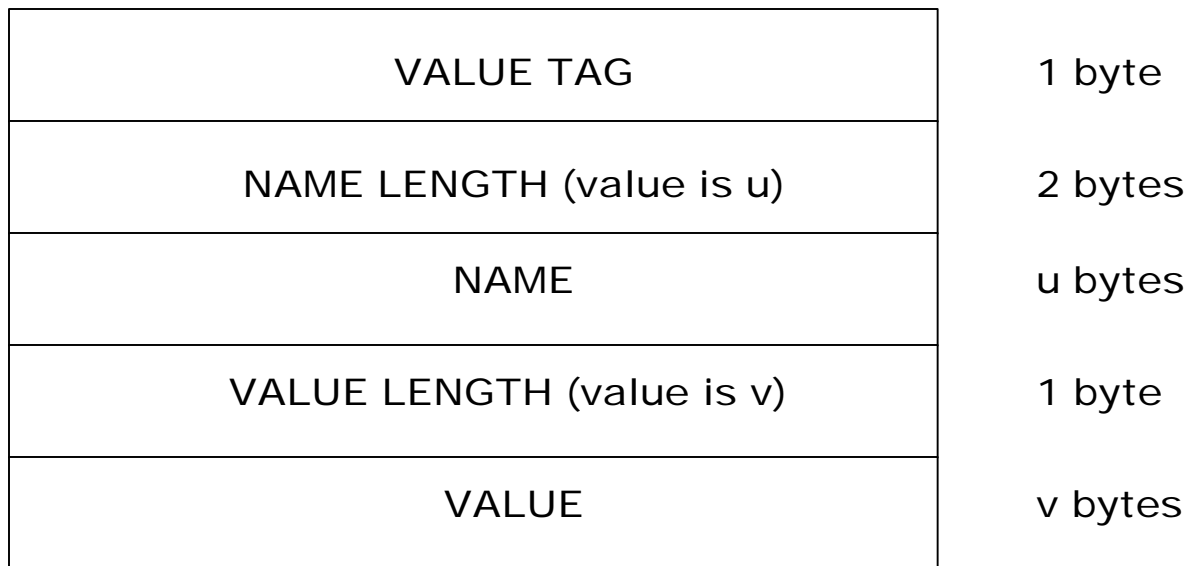 VALUE TAG 1 byte
NAME LENGTH (value is u) 2 bytes
NAME u bytes
VALUE LENGTH (value is v) 1 byte
VALUE v bytes